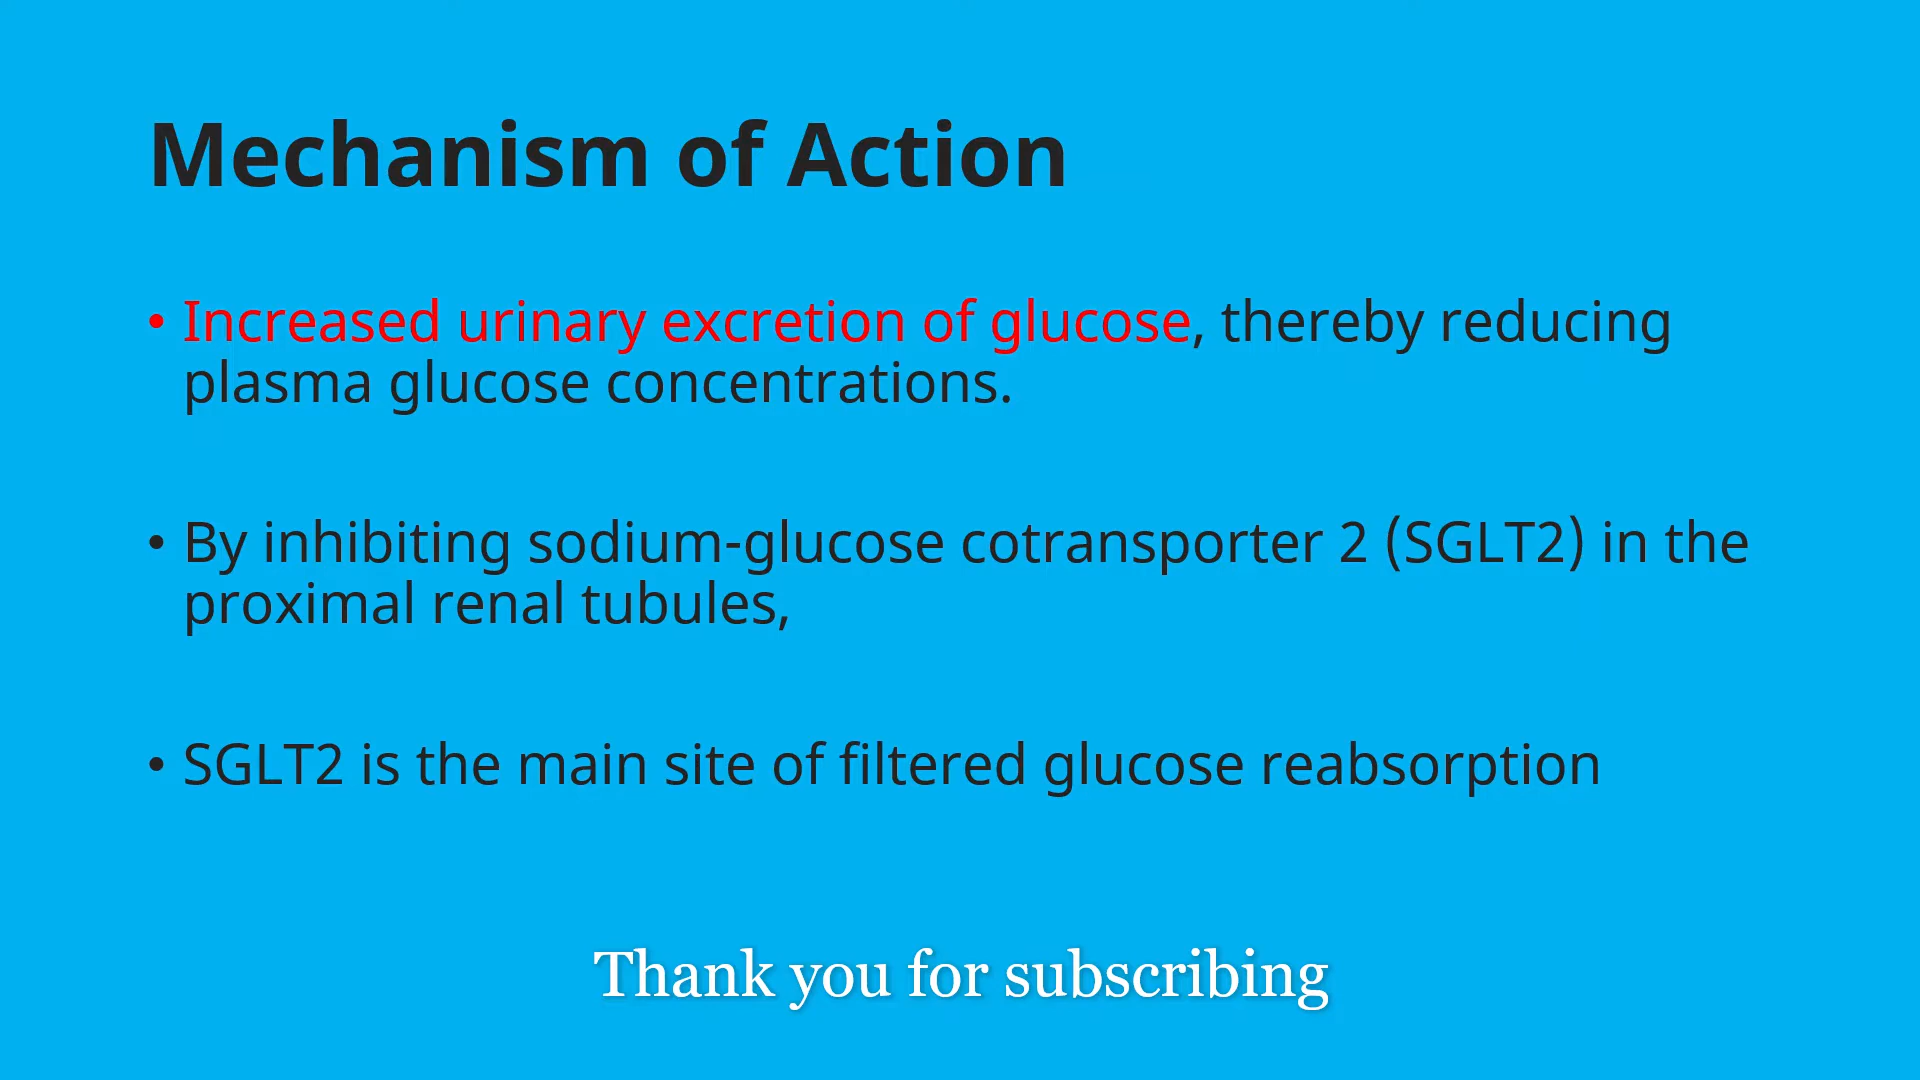 Mechanism of Action
• Increased urinary excretion of glucose, thereby reducing
plasma glucose concentrations.
• By inhibiting sodium-glucose cotransporter 2 (SGLT2) in the
proximal renal tubules,
• SGLT2 is the main site of filtered glucose reabsorption
Thank you for subscribing